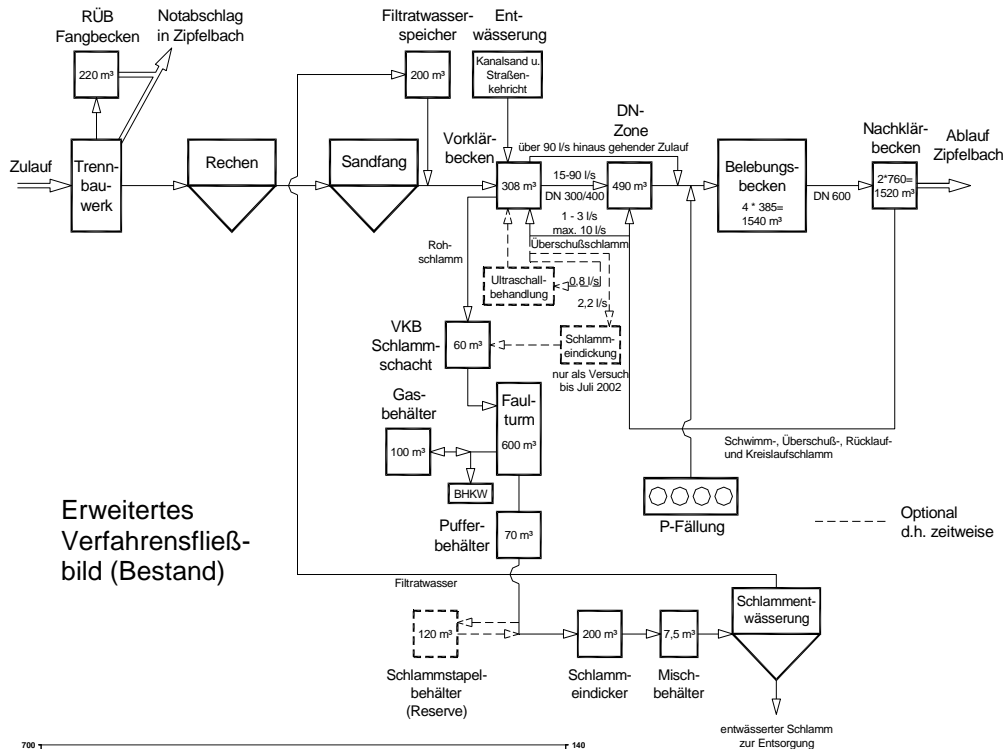 RÜB
Fangbecken
220 m³
Notabschlag
in Zipfelbach
Filtratwasser-
speicher
200 m³
Ent-
wässerung
Kanalsand u.
Straßen-
kehricht
Zulauf
Trenn-
bau-
werk
Rechen
Sandfang
Vorklär-
becken
308 m³
über 90 l/s hinaus gehender Zulauf
15-90 l/s
DN 300/400
DN-
Zone
490 m³
Belebungs-
becken
4 * 385=
1540 m³
DN 600
Nachklär-
becken
2*760=
1520 m³
Ablauf
Zipfelbach
1 - 3 l/s
max. 10 l/s
Überschußschlamm
Roh-
schlamm
Ultraschall-
behandlung
0,8 l/s
2,2 l/s
VKB
Schlamm-
schacht
60 m³
Schlamm-
eindickung
nur als Versuch
bis Juli 2002
Gas-
behälter
100 m³
Faul-
turm
600 m³
BHKW
Schwimm-, Überschuß-, Rücklauf-
und Kreislaufschlamm
P-Fällung
Puffer-
behälter
70 m³
Optional
d.h. zeitweise
Erweitertes
Verfahrensfließ-
bild (Bestand)
Filtratwasser
120 m³
Schlammstapel-
behälter
(Reserve)
200 m³
Schlamm-
eindicker
7,5 m³
Misch-
behälter
Schlammment-
wässerung
entwässerter Schlamm
zur Entsorgung
700
140